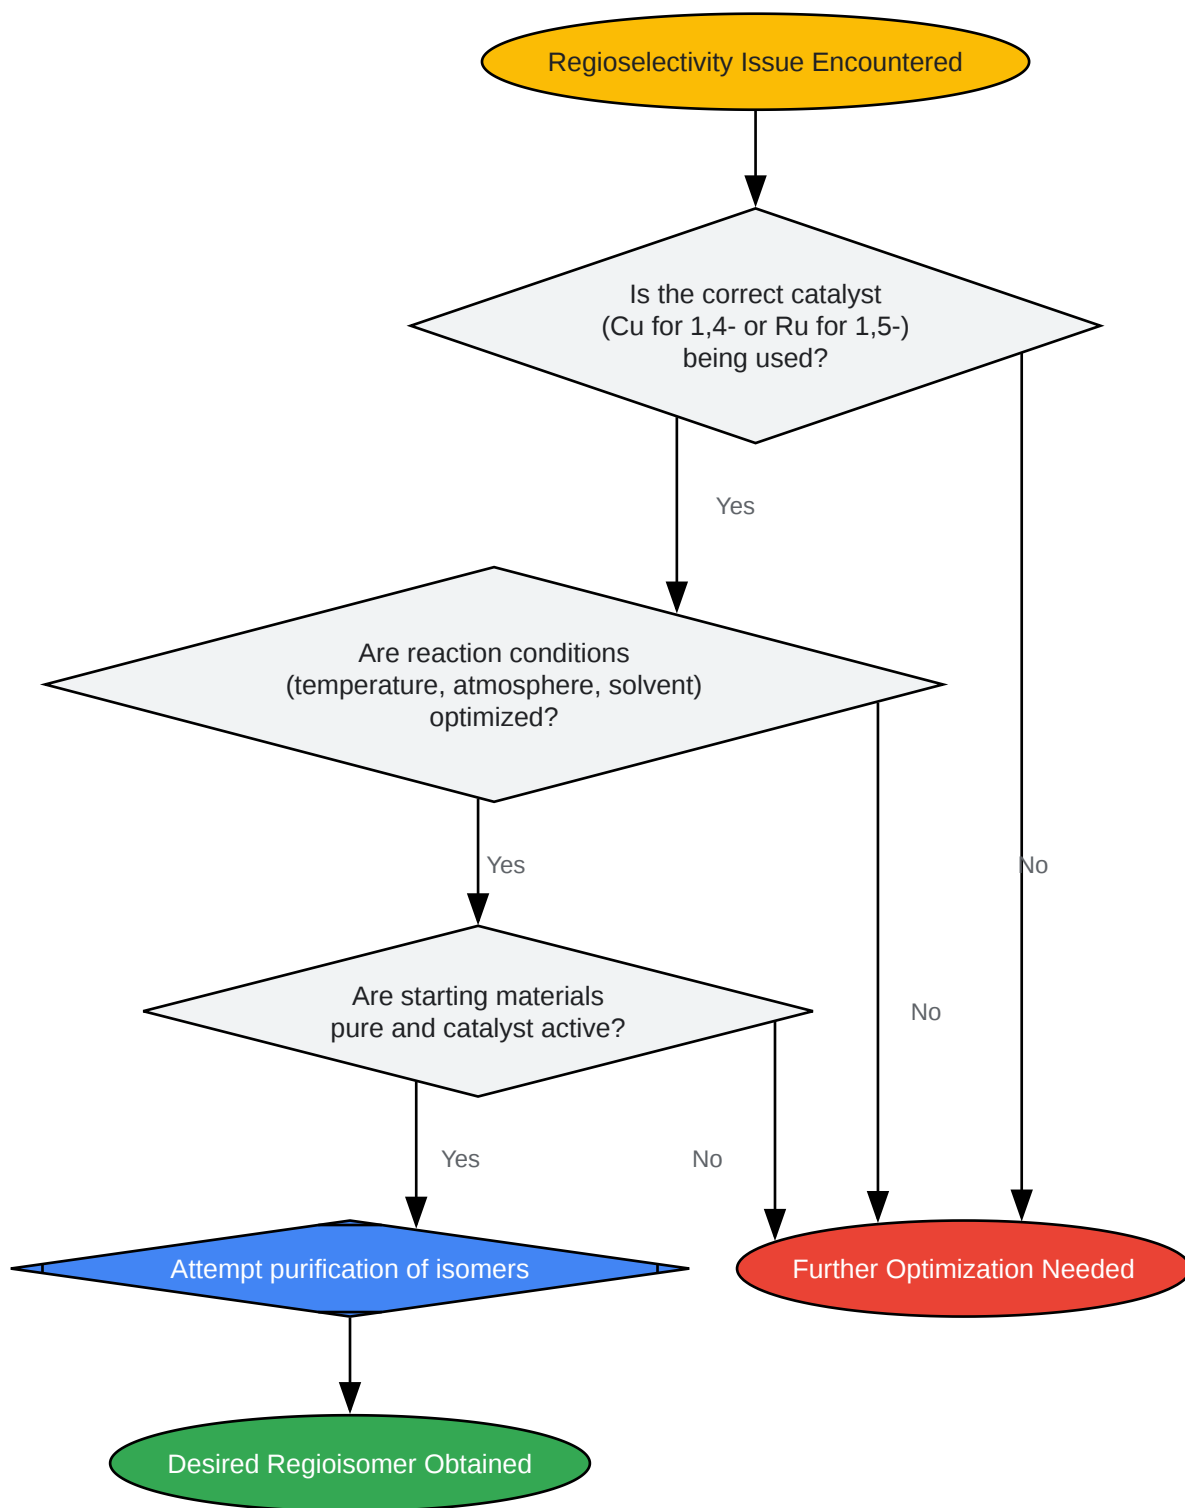 Regioselectivity Issue Encountered
Is the correct catalyst
(Cu for 1,4- or Ru for 1,5-)
being used?
Yes
Are reaction conditions
(temperature, atmosphere, solvent)
optimized?
Yes
No
Are starting materials
pure and catalyst active?
No
Yes
No
Attempt purification of isomers
Further Optimization Needed
Desired Regioisomer Obtained